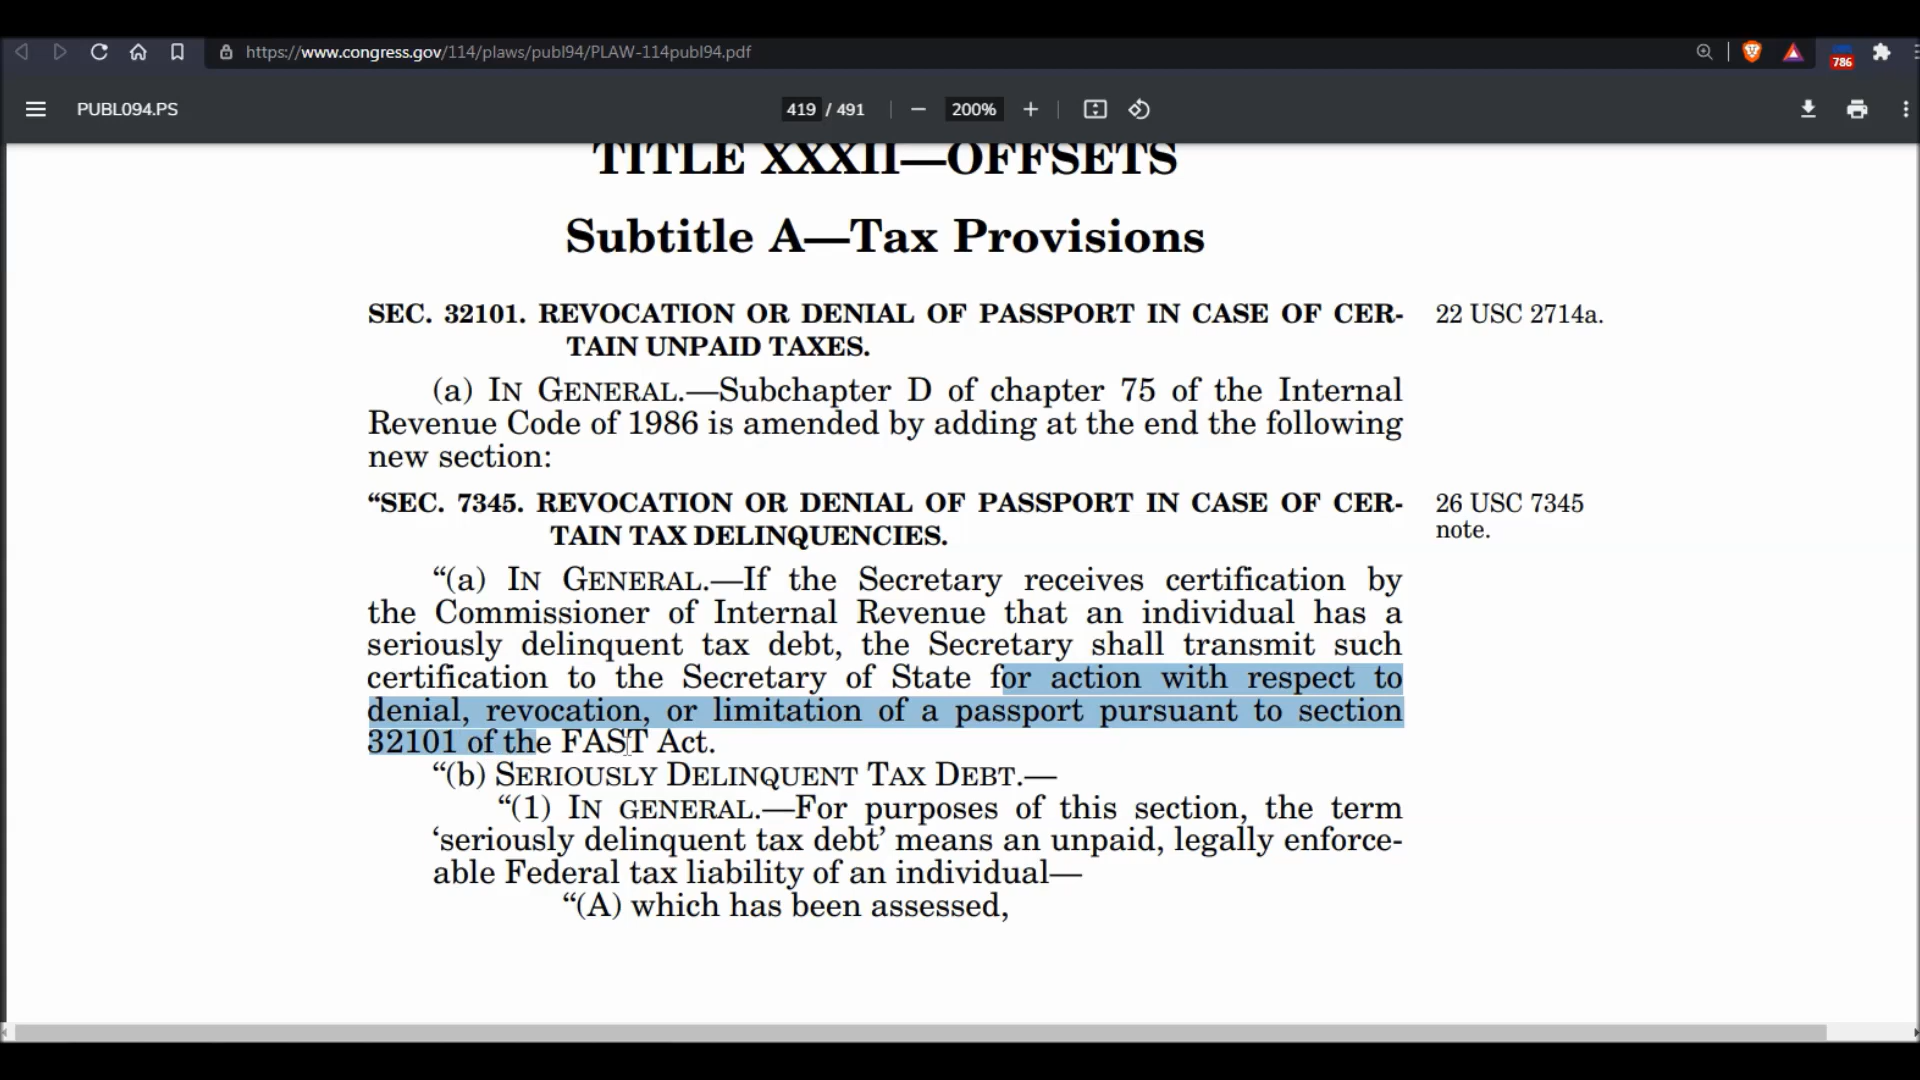 https://www.congress.gov/114/plaws/publ94/PLAW-114publ94.pdf
786
PUBL094.PS
419 / 491
200%
TITLE XXXII—OFFSETS
Subtitle A—Tax Provisions
SEC. 32101. REVOCATION OR DENIAL OF PASSPORT IN CASE OF CER-
TAIN UNPAID TAXES.
22 USC 2714a.
(a) IN GENERAL.—Subchapter D of chapter 75 of the Internal
Revenue Code of 1986 is amended by adding at the end the following
new section:
“SEC. 7345. REVOCATION OR DENIAL OF PASSPORT IN CASE OF CER-
TAIN TAX DELINQUENCIES.
26 USC 7345
note.
“(a) IN GENERAL.—If the Secretary receives certification by
the Commissioner of Internal Revenue that an individual has a
seriously delinquent tax debt, the Secretary shall transmit such
certification to the Secretary of State for action with respect to
denial, revocation, or limitation of a passport pursuant to section
32101 of the FAST Act.
“(b) SERIOUSLY DELINQUENT TAX DEBT.—
“(1) IN GENERAL.—For purposes of this section, the term
‘seriously delinquent tax debt’ means an unpaid, legally enforce-
able Federal tax liability of an individual—
“(A) which has been assessed,